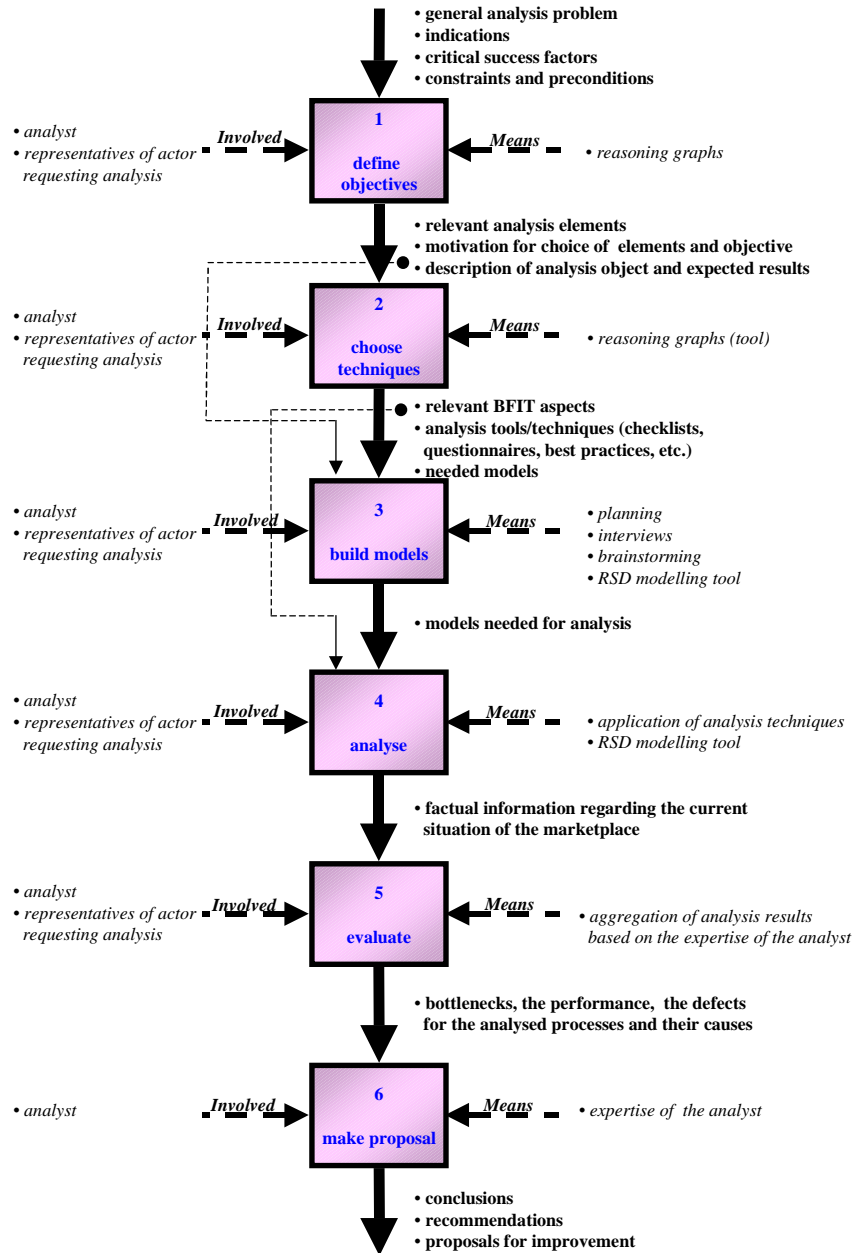 • general analysis problem
• indications
• critical success factors
• constraints and preconditions
• analyst
• representatives of actor
requesting analysis
Involved
1
define
objectives
Means
• reasoning graphs
• relevant analysis elements
• motivation for choice of elements and objective
• description of analysis object and expected results
• analyst
• representatives of actor
requesting analysis
Involved
2
choose
techniques
Means
• reasoning graphs (tool)
• relevant BFIT aspects
• analysis tools/techniques (checklists,
questionnaires, best practices, etc.)
• needed models
• analyst
• representatives of actor
requesting analysis
Involved
3
build models
Means
• planning
• interviews
• brainstorming
• RSD modelling tool
• models needed for analysis
• analyst
• representatives of actor
requesting analysis
Involved
4
analyse
Means
• application of analysis techniques
• RSD modelling tool
• factual information regarding the current
situation of the marketplace
• analyst
• representatives of actor
requesting analysis
Involved
5
evaluate
Means
• aggregation of analysis results
based on the expertise of the analyst
• bottlenecks, the performance, the defects
for the analysed processes and their causes
• analyst
Involved
6
make proposal
Means
• expertise of the analyst
• conclusions
• recommendations
• proposals for improvement